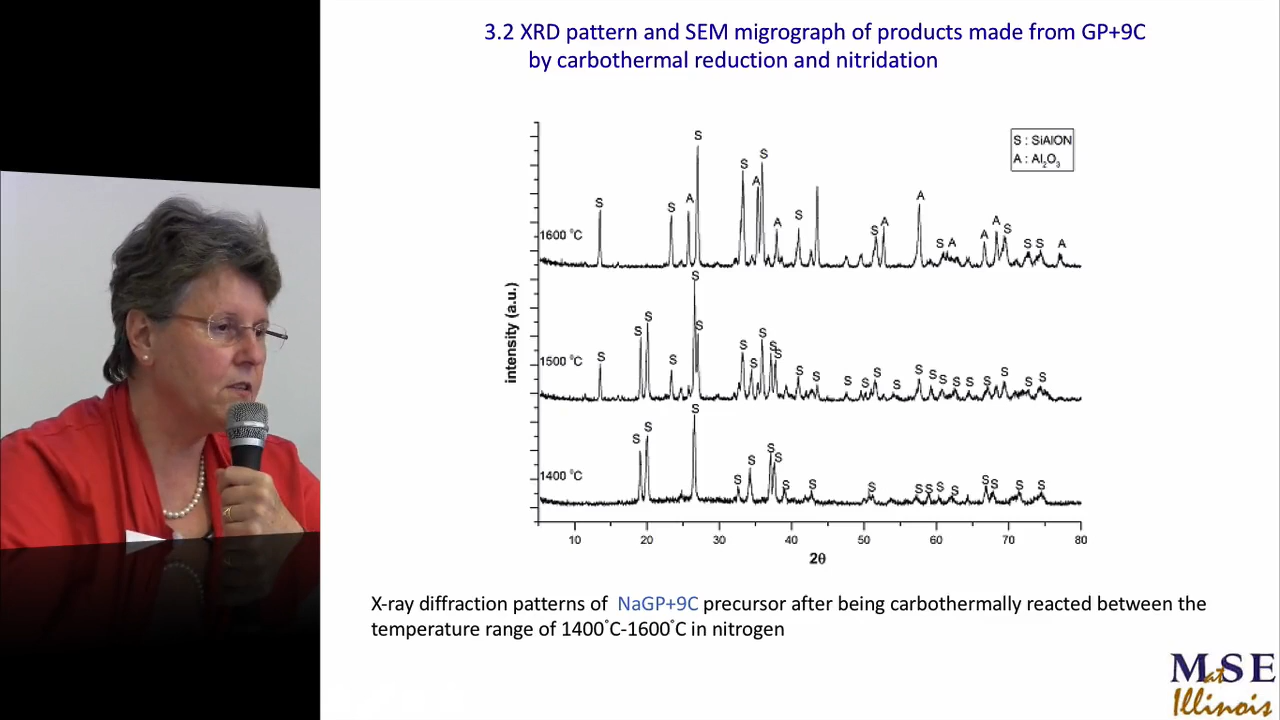 3.2 XRD pattern and SEM migrograph of products made from GP+9C
by carbothermal reduction and nitridation
S : SiAlON
A : Al2O3
S S A S S A S A S S A A S A A A S S S A
1600 °C
S
S S S S S S S S S S S S S S S S S S S S S S S S S S
1500 °C
S S S S S S S S S S S S S S S S S S S
1400 °C
intensity (a.u.)
10 20 30 40 50 60 70 80
2θ
X-ray diffraction patterns of NaGP+9C precursor after being carbothermally reacted between the
temperature range of 1400°C-1600°C in nitrogen
MatSE
Illinois